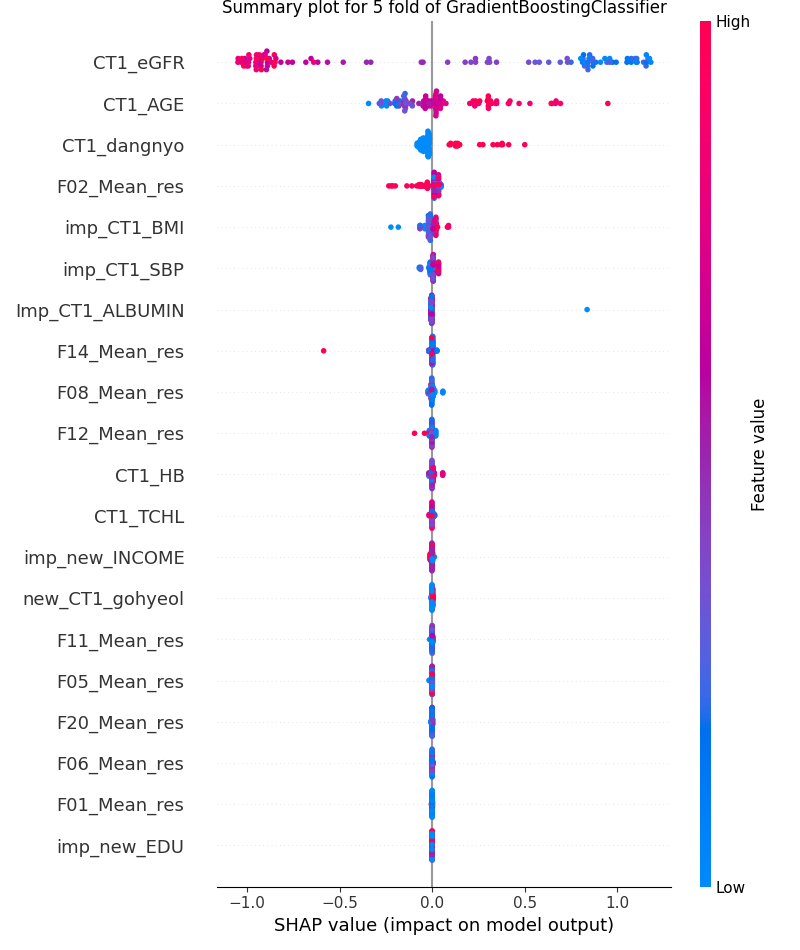 Summary plot for 5 fold of GradientBoostingClassifier
High
CT1_eGFR
CT1_AGE
CT1_dangnyo
F02_Mean_res
imp_CT1_BMI
imp_CT1_SBP
Imp_CT1_ALBUMIN
F14_Mean_res
F08_Mean_res
F12_Mean_res
CT1_HB
CT1_TCHL
imp_new_INCOME
new_CT1_gohyeol
F11_Mean_res
F05_Mean_res
F20_Mean_res
F06_Mean_res
F01_Mean_res
imp_new_EDU
Feature value
Low
−1.0 −0.5 0.0 0.5 1.0
SHAP value (impact on model output)